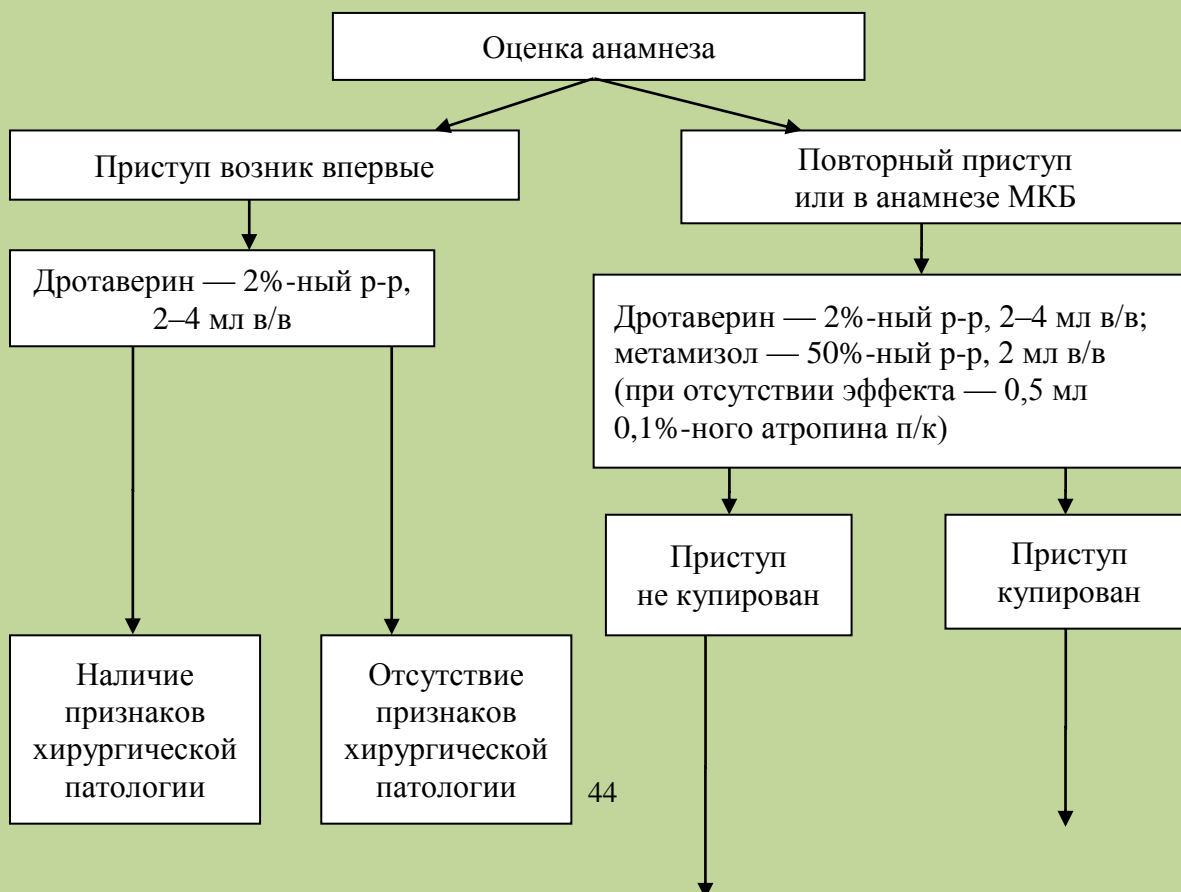 Оценка анамнеза
Приступ возник впервые
Повторный приступ
или в анамнезе МКБ
Дротаверин — 2%-ный р-р,
2–4 мл в/в
Дротаверин — 2%-ный р-р, 2–4 мл в/в;
метамизол — 50%-ный р-р, 2 мл в/в
(при отсутствии эффекта — 0,5 мл
0,1%-ного атропина п/к)
Приступ
не купирован
Приступ
купирован
Наличие
признаков
хирургической
патологии
Отсутствие
признаков
хирургической
патологии
44